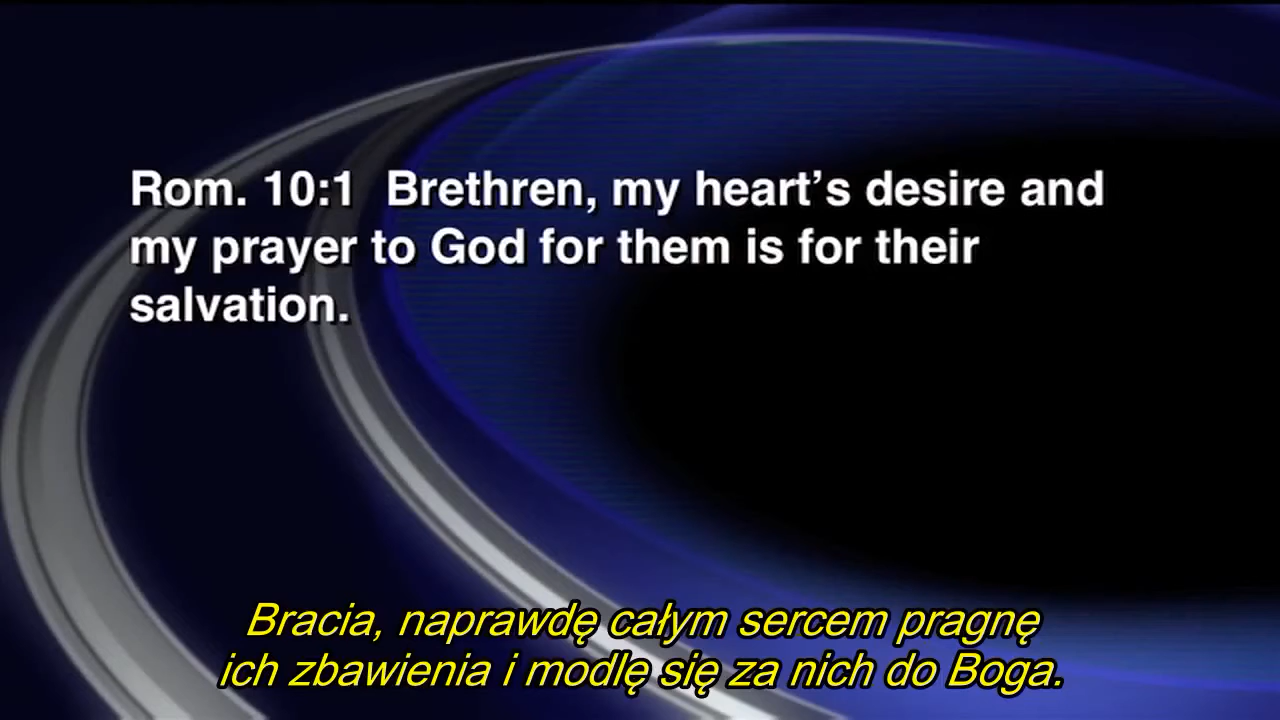 Rom. 10:1 Brethren, my heart’s desire and
my prayer to God for them is for their
salvation.
Bracia, naprawdę całym sercem pragnę
ich zbawienia i modlę się za nich do Boga.